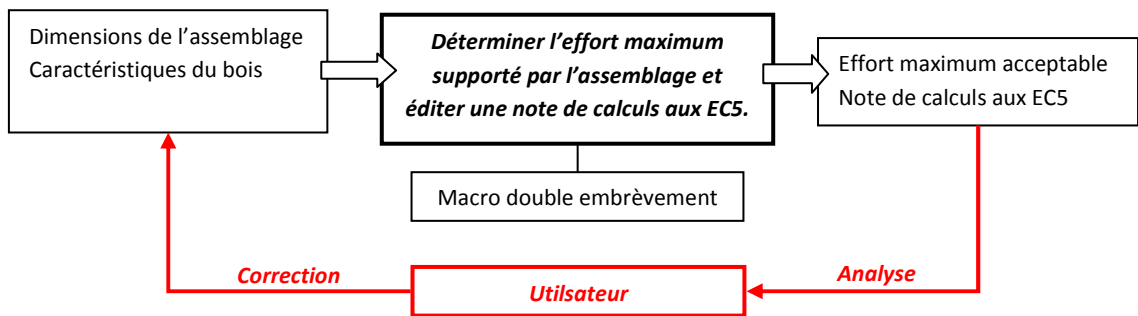 Dimensions de l’assemblage
Caractéristiques du bois
Déterminer l’effort maximum
supporté par l’assemblage et
éditer une note de calculs aux EC5.
Effort maximum acceptable
Note de calculs aux EC5
Macro double embrèvement
Correction
Utilsateur
Analyse